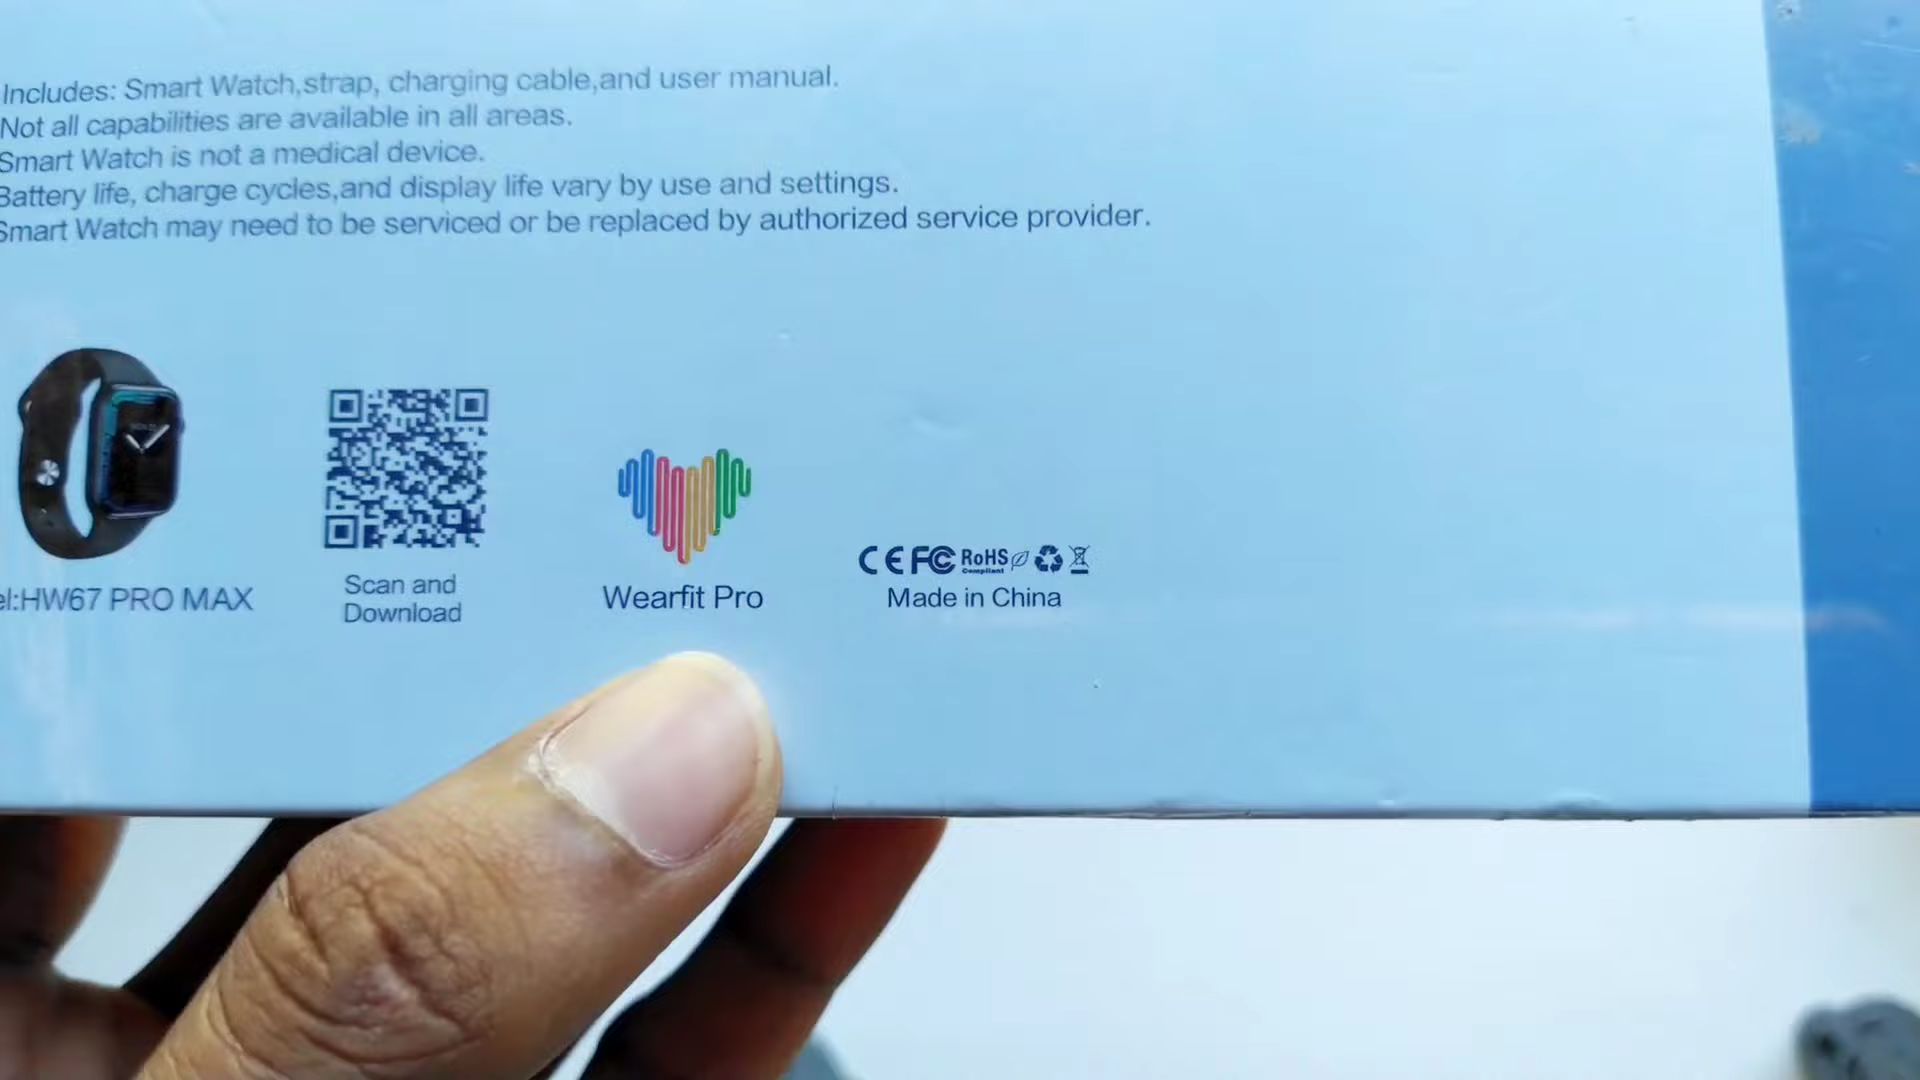 Includes: Smart Watch,strap, charging cable,and user manual.
Not all capabilities are available in all areas.
Smart Watch is not a medical device.
Battery life, charge cycles,and display life vary by use and settings.
Smart Watch may need to be serviced or be replaced by authorized service provider.
el:HW67 PRO MAX
Scan and
Download
Wearfit Pro
CE FC RoHS
Compliant
Made in China